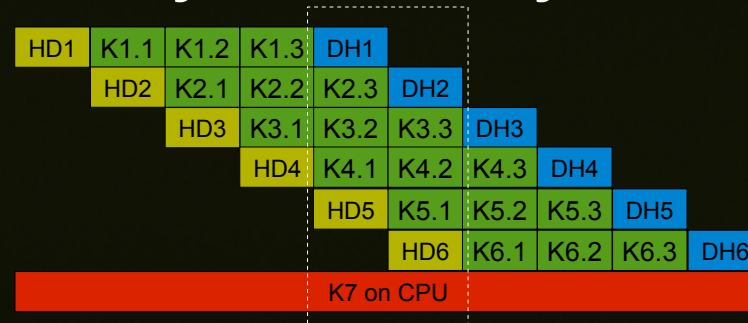 HD1 K1.1 K1.2 K1.3 DH1
HD2 K2.1 K2.2 K2.3 DH2
HD3 K3.1 K3.2 K3.3 DH3
HD4 K4.1 K4.2 K4.3 DH4
HD5 K5.1 K5.2 K5.3 DH5
HD6 K6.1 K6.2 K6.3 DH6
K7 on CPU